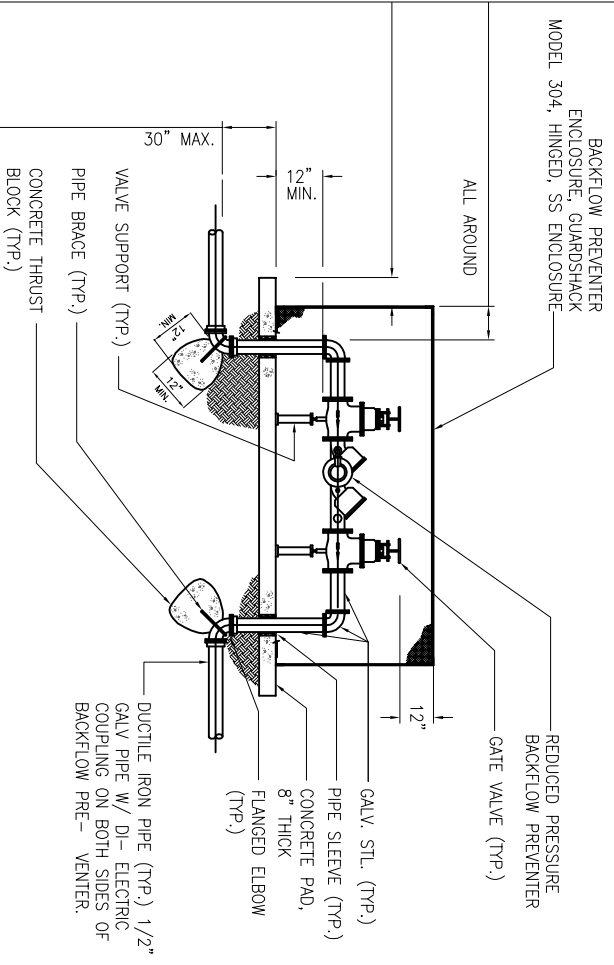 BACKFLOW PREVENTER
ENCLOSURE, GUARDSHACK
MODEL 304, HINGED, SS ENCLOSURE
ALL AROUND
REDUCED PRESSURE
BACKFLOW PREVENTER
GATE VALVE (TYP.)
12"
12"
MIN.
30" MAX.
GALV. STL. (TYP.)
PIPE SLEEVE (TYP.)
CONCRETE PAD,
8" THICK
FLANGED ELBOW
(TYP.)
VALVE SUPPORT (TYP.)
PIPE BRACE (TYP.)
CONCRETE THRUST
BLOCK (TYP.)
12"
MIN.
12"
MIN.
DUCTILE IRON PIPE (TYP.) 1/2"
GALV PIPE W/ DI- ELECTRIC
COUPLING ON BOTH SIDES OF
BACKFLOW PRE- VENTER.